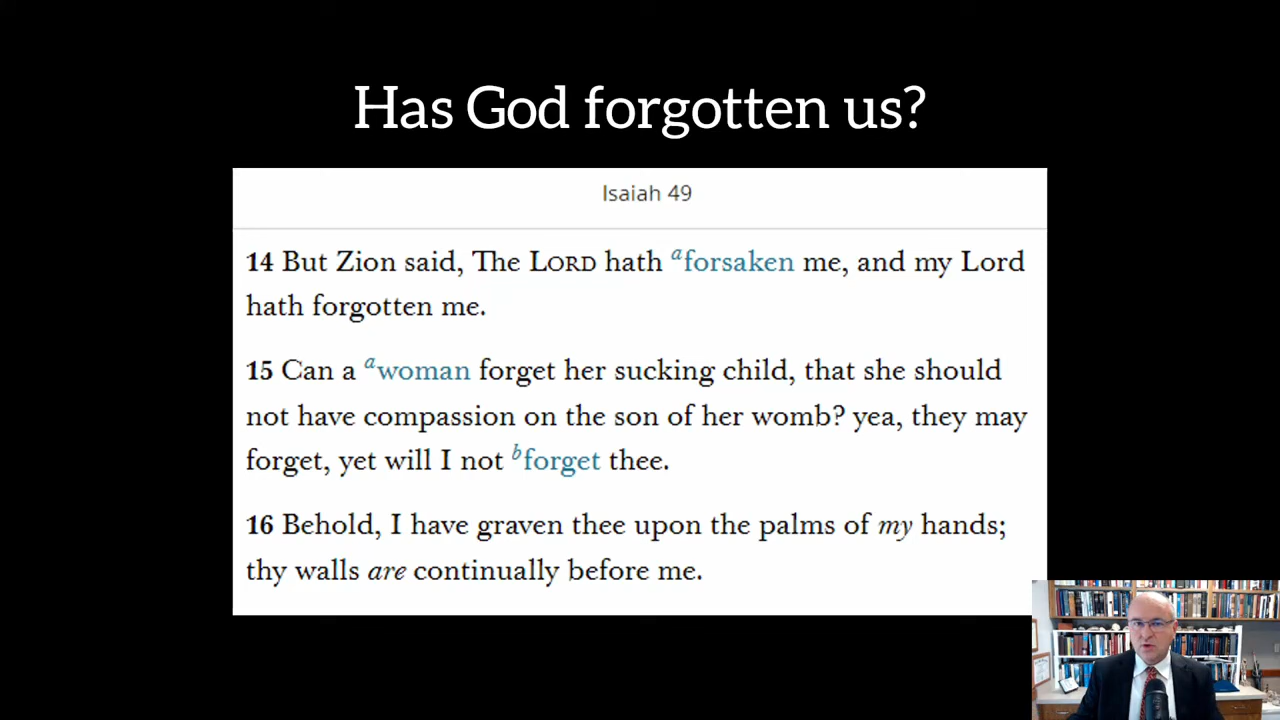 Has God forgotten us?
Isaiah 49
14 But Zion said, The LORD hath ᵃforsaken me, and my Lord
hath forgotten me.
15 Can a ᵃwoman forget her sucking child, that she should
not have compassion on the son of her womb? yea, they may
forget, yet will I not ᵇforget thee.
16 Behold, I have graven thee upon the palms of my hands;
thy walls are continually before me.